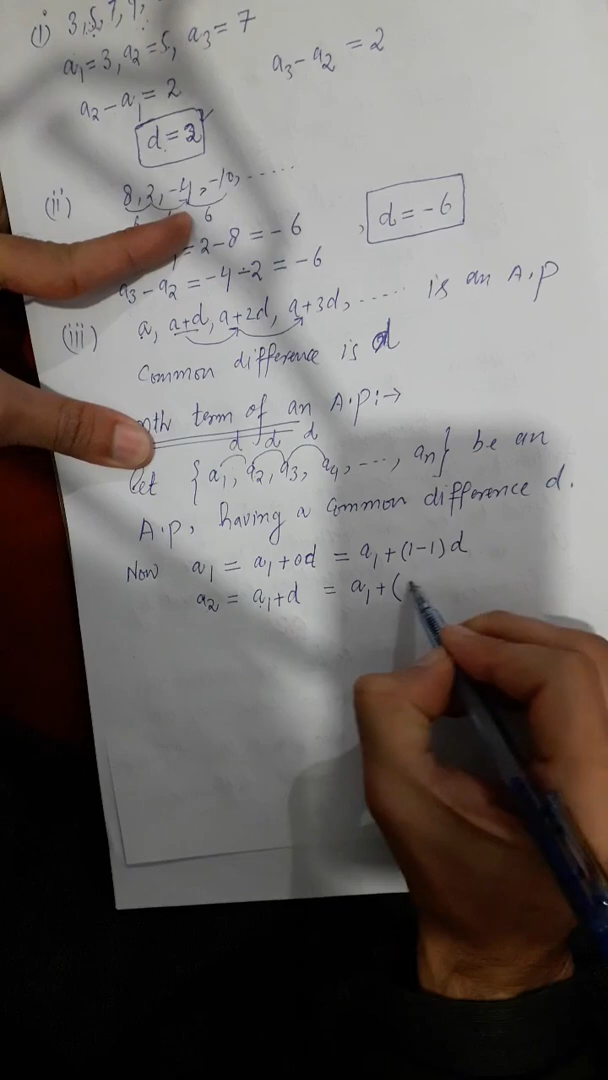 (i) 3, 5, 7, 9,
a₁ = 3, a₂ = 5, a₃ = 7
a₂ – a₁ = 2 a₃ – a₂ = 2
d = 2
(ii) 8, 2, -4, -10, .....
= 2 – 8 = – 6 , d = – 6
a₃ – a₂ = – 4 – 2 = – 6
(iii) a, a+d, a+2d, a+3d, ..... is an A.P
Common difference is d
nth term of an A.P :→
d d d
let {a₁, a₂, a₃, a₄, ..., aₙ} be an
A.P, having a common difference d.
Now a₁ = a₁ + 0d = a₁ + (1–1)d
a₂ = a₁ + d = a₁ + (